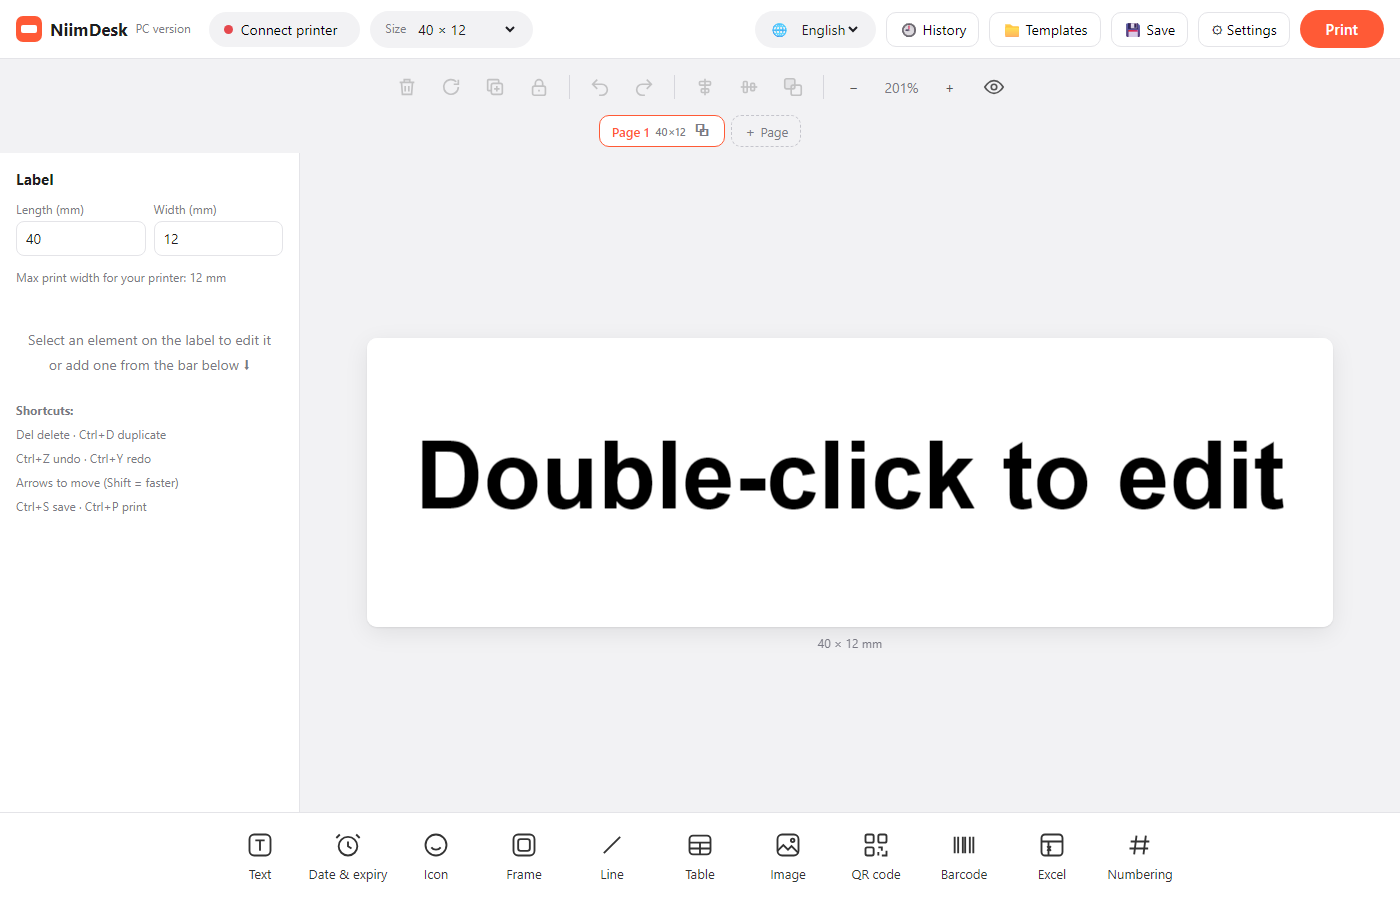 NiimDesk PC version
Connect printer
Size 40 × 12
English
History
Templates
Save
Settings
Print
− 201% +
Page 1 40×12
+ Page
Label
Length (mm) Width (mm)
40 12
Max print width for your printer: 12 mm
Select an element on the label to edit it
or add one from the bar below ⬇
Shortcuts:
Del delete · Ctrl+D duplicate
Ctrl+Z undo · Ctrl+Y redo
Arrows to move (Shift = faster)
Ctrl+S save · Ctrl+P print
Double-click to edit
40 × 12 mm
Text
Date & expiry
Icon
Frame
Line
Table
Image
QR code
Barcode
Excel
Numbering